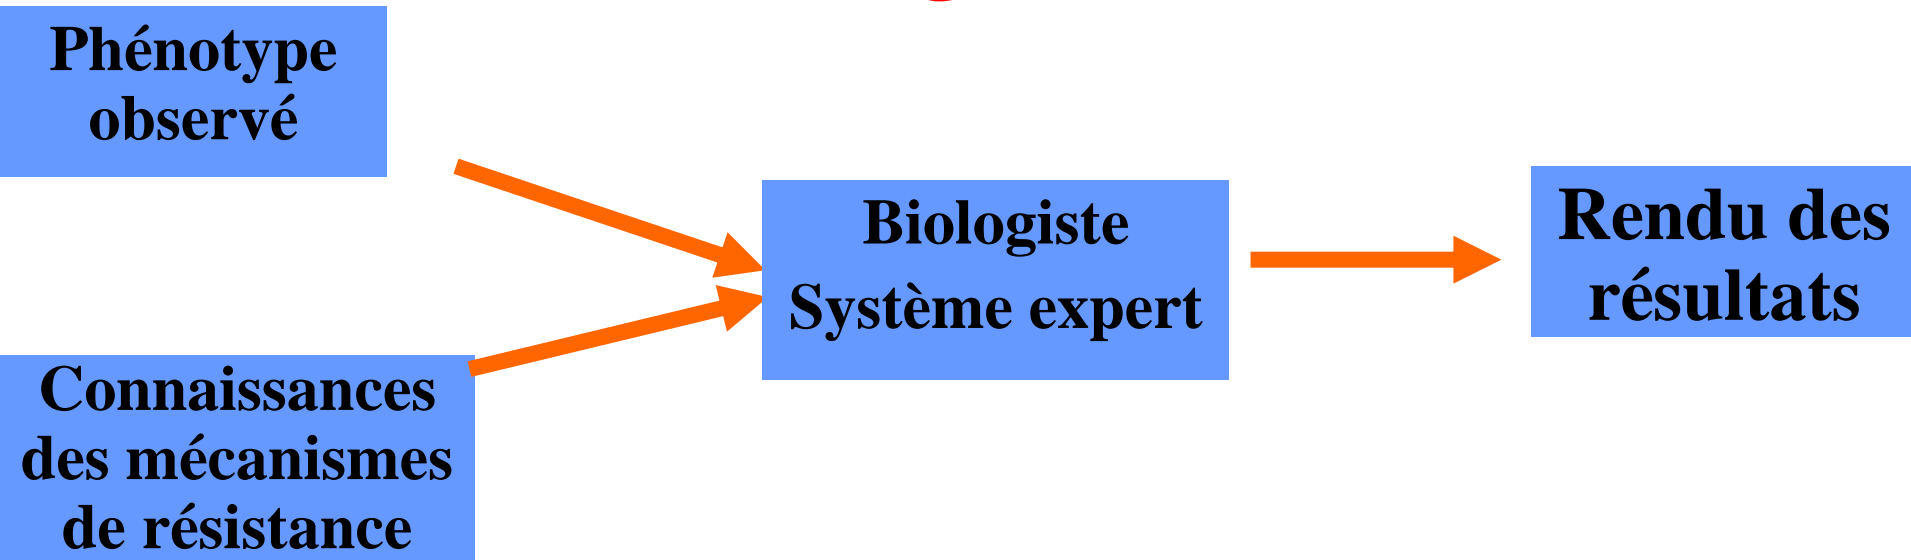 Phénotype
observé
Connaissances
des mécanismes
de résistance
Biologiste
Système expert
Rendu des
résultats